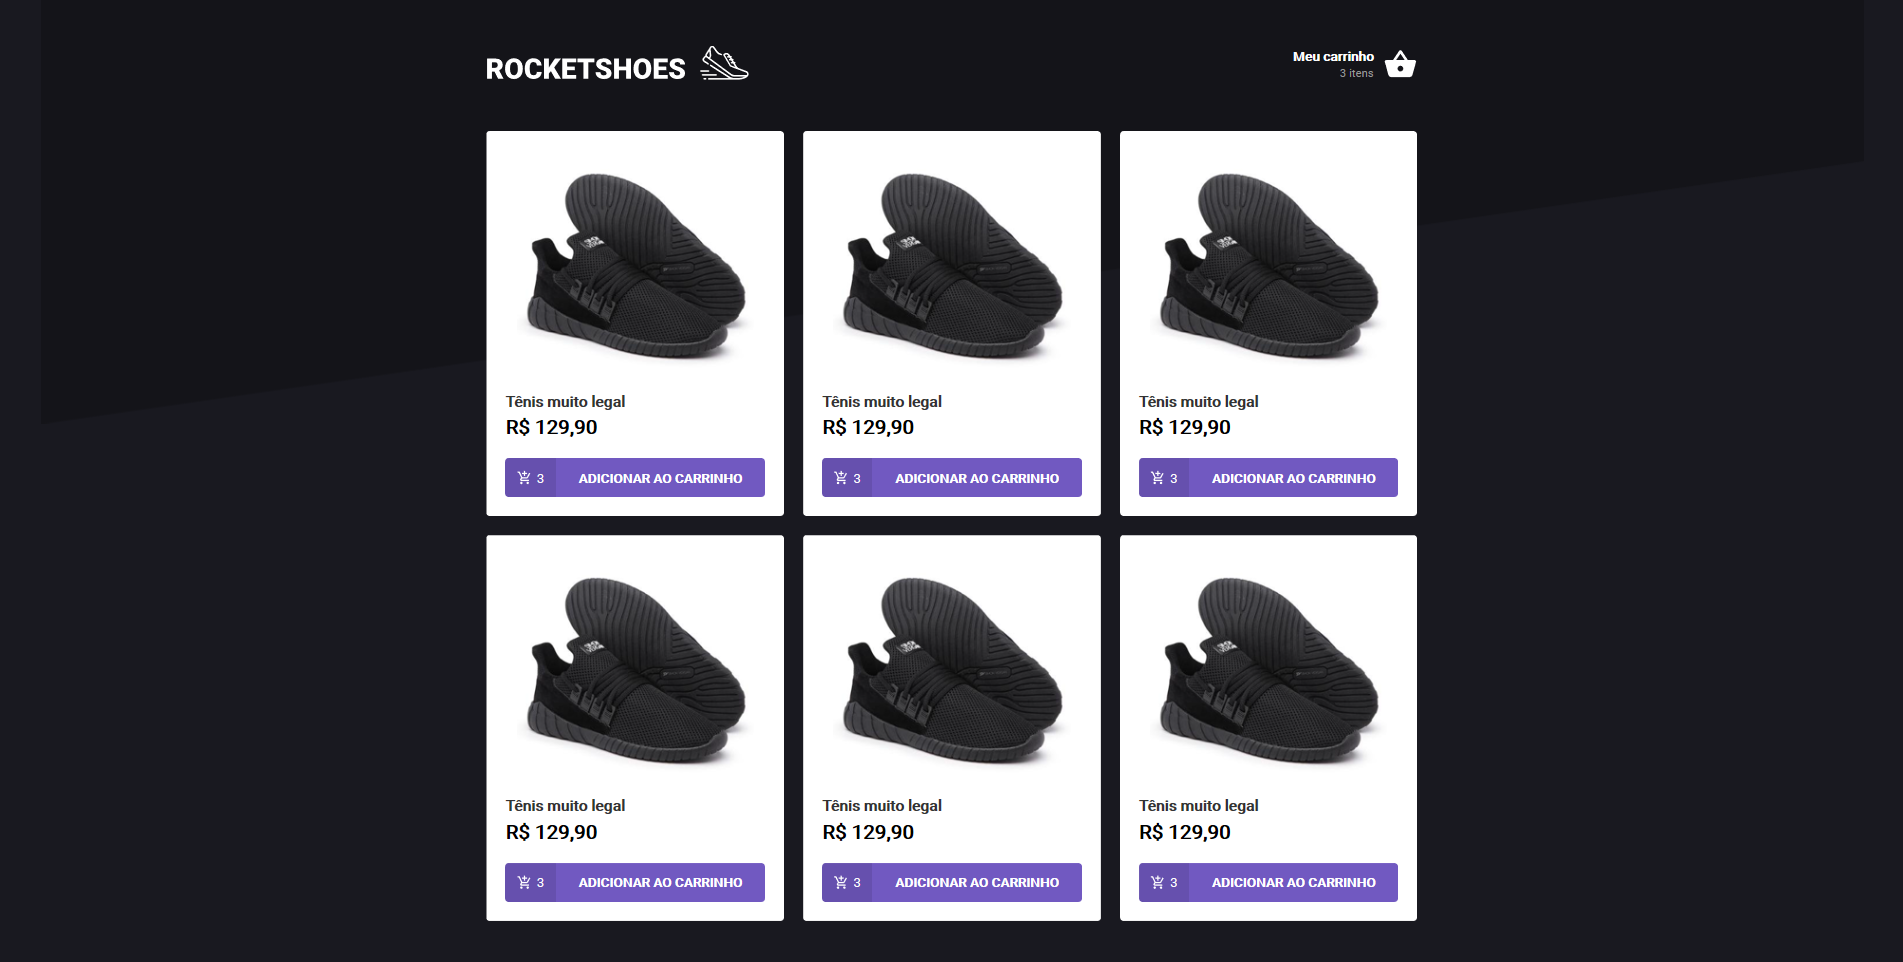 ROCKETSHOES
Meu carrinho
3 itens
Tênis muito legal
R$ 129,90
3 ADICIONAR AO CARRINHO
Tênis muito legal
R$ 129,90
3 ADICIONAR AO CARRINHO
Tênis muito legal
R$ 129,90
3 ADICIONAR AO CARRINHO
Tênis muito legal
R$ 129,90
3 ADICIONAR AO CARRINHO
Tênis muito legal
R$ 129,90
3 ADICIONAR AO CARRINHO
Tênis muito legal
R$ 129,90
3 ADICIONAR AO CARRINHO